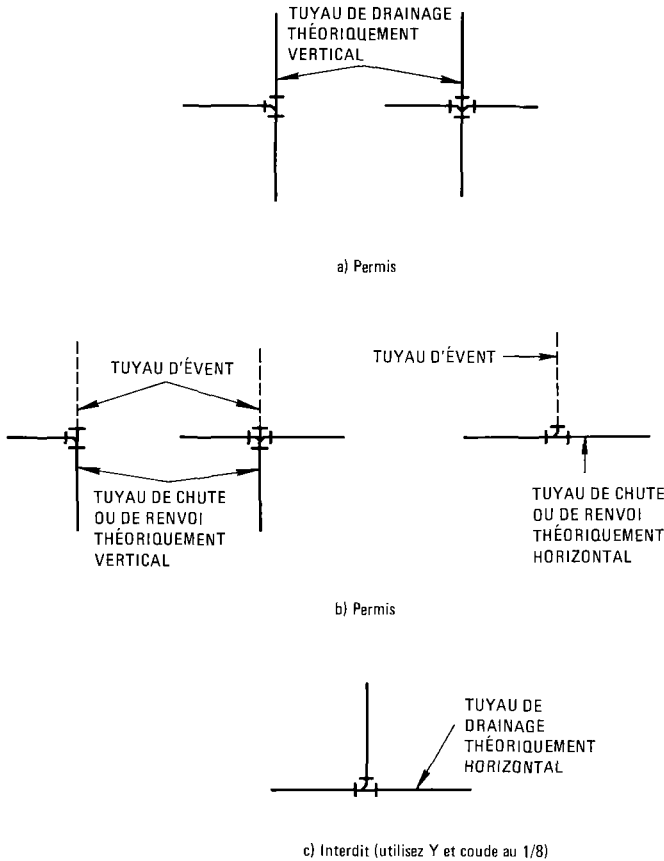 TUYAU DE DRAINAGE
THÉORIQUEMENT
VERTICAL
a) Permis
TUYAU D'ÉVENT
TUYAU DE CHUTE
OU DE RENVOI
THÉORIQUEMENT
VERTICAL
TUYAU D'ÉVENT
TUYAU DE CHUTE
OU DE RENVOI
THÉORIQUEMENT
HORIZONTAL
b) Permis
TUYAU DE
DRAINAGE
THÉORIQUEMENT
HORIZONTAL
c) Interdit (utilisez Y et coude au 1/8)